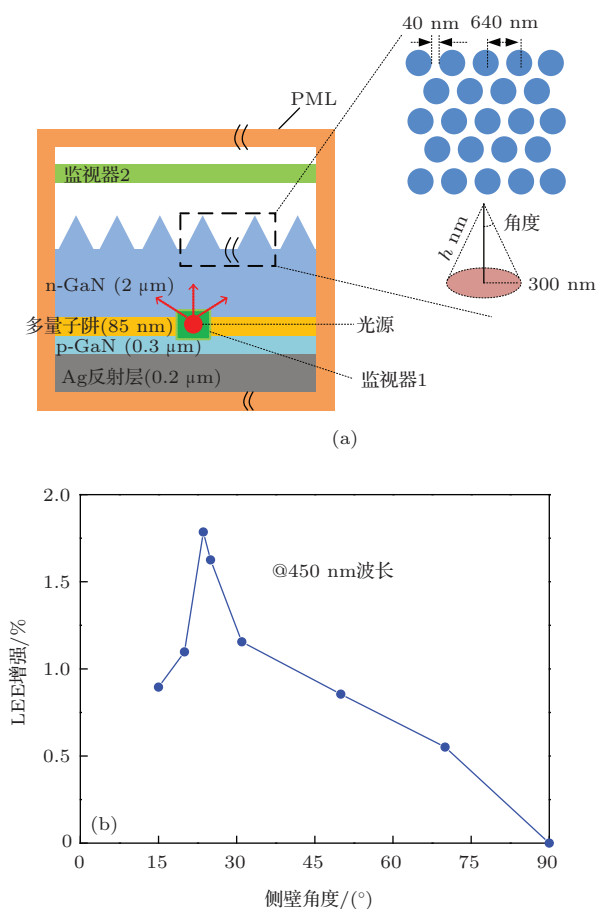 40 nm 640 nm
PML
监视器2
角度
h nm
n-GaN (2 µm)
300 nm
多量子阱(85 nm)
光源
p-GaN (0.3 µm)
Ag反射层(0.2 µm)
监视器1
(a)
2.0
@450 nm波长
1.5
LEE增强/%
1.0
0.5
(b)
0
0 15 30 45 60 75 90
侧壁角度/(°)